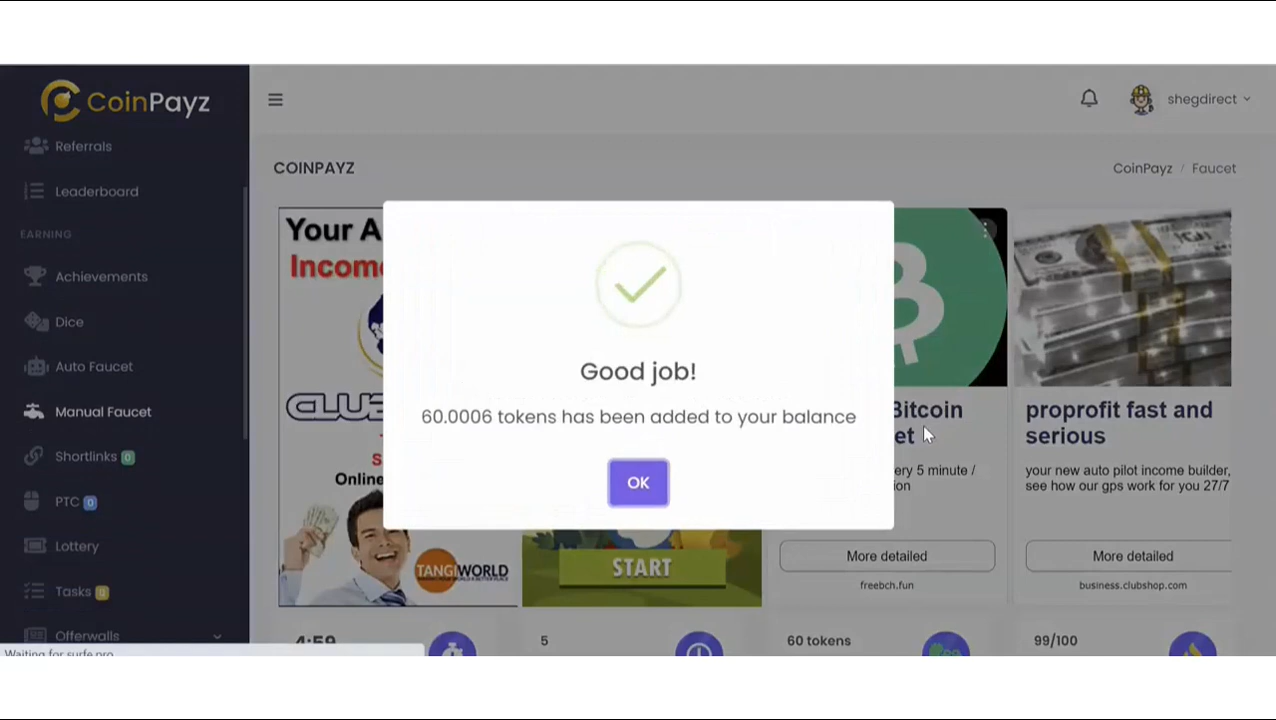 CoinPayz
shegdirect
Referrals
COINPAYZ
CoinPayz / Faucet
Leaderboard
Your A
Income
EARNING
Achievements
Dice
Auto Faucet
Good job!
Manual Faucet
60.0006 tokens has been added to your balance
Bitcoin
et
proprofit fast and
serious
Shortlinks 0
Online
ery 5 minute /
ion
your new auto pilot income builder,
see how our gps work for you 27/7
OK
PTC 0
Lottery
More detailed
More detailed
TANGIWORLD
START
freebch.fun
business.clubshop.com
Tasks 0
Offerwalls
4:59
5
60 tokens
99/100
Waiting for surfe.pro